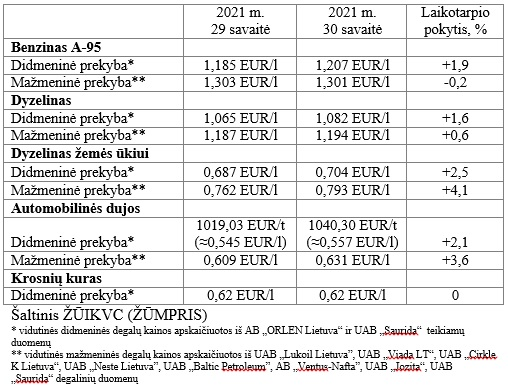 2021 m. 29 savaitė 2021 m. 30 savaitė Laikotarpio pokytis, %
Benzinas A-95
Didmeninė prekyba* 1,185 EUR/l 1,207 EUR/l +1,9
Mažmeninė prekyba** 1,303 EUR/l 1,301 EUR/l -0,2
Dyzelinas
Didmeninė prekyba* 1,065 EUR/l 1,082 EUR/l +1,6
Mažmeninė prekyba** 1,187 EUR/l 1,194 EUR/l +0,6
Dyzelinas žemės ūkiui
Didmeninė prekyba* 0,687 EUR/l 0,704 EUR/l +2,5
Mažmeninė prekyba** 0,762 EUR/l 0,793 EUR/l +4,1
Automobilinės dujos
Didmeninė prekyba* 1019,03 EUR/t (≈0,545 EUR/l) 1040,30 EUR/t (≈0,557 EUR/l) +2,1
Mažmeninė prekyba** 0,609 EUR/l 0,631 EUR/l +3,6
Krosnių kuras
Didmeninė prekyba* 0,62 EUR/l 0,62 EUR/l 0
Šaltinis ŽŪIKVC (ŽŪMPRIS)
* vidutinės didmeninės degalų kainos apskaičiuotos iš AB „ORLEN Lietuva“ ir UAB „Saurida“ teikiamų
duomenų
** vidutinės mažmeninės degalų kainos apskaičiuotos iš UAB „Lukoil Lietuva”, UAB „Viada LT“, UAB „Cirkle
K Lietuva“, UAB „Neste Lietuva”, UAB „Baltic Petroleum”, AB „Ventus-Nafta”, UAB „Jozita“, UAB
„Saurida“ degalinių duomenų